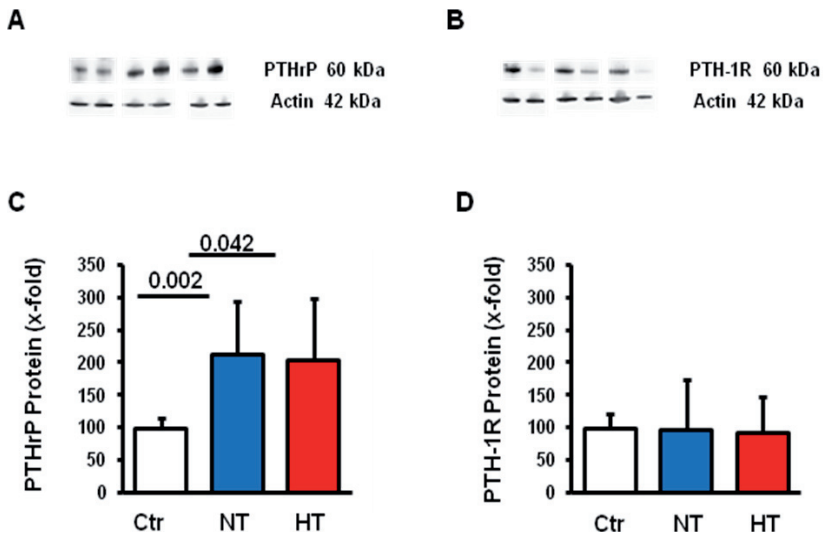 A
B
PTHrP 60 kDa
Actin 42 kDa
PTH-1R 60 kDa
Actin 42 kDa
C
D
PTHrP Protein (x-fold)
350
300
250
200
150
100
50
0
0.042
0.002
Ctr NT HT
PTH-1R Protein (x-fold)
350
300
250
200
150
100
50
0
Ctr NT HT